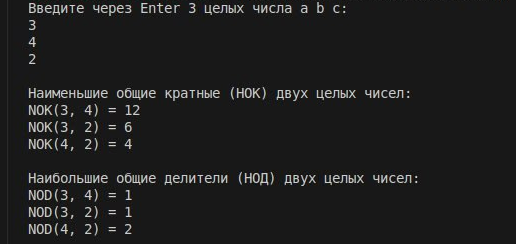 Введите через Enter 3 целых числа a b c:
3
4
2
Наименьшие общие кратные (НОК) двух целых чисел:
NOK(3, 4) = 12
NOK(3, 2) = 6
NOK(4, 2) = 4
Наибольшие общие делители (НОД) двух целых чисел:
NOD(3, 4) = 1
NOD(3, 2) = 1
NOD(4, 2) = 2